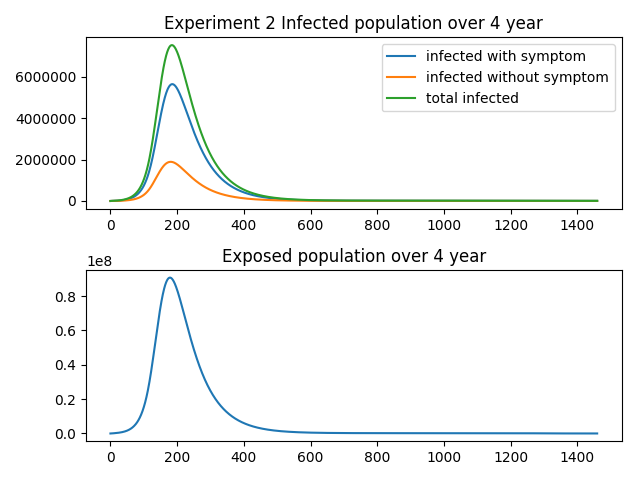 Experiment 2 Infected population over 4 year
infected with symptom
infected without symptom
total infected
6000000
4000000
2000000
0
0 200 400 600 800 1000 1200 1400
Exposed population over 4 year
1e8
0.8
0.6
0.4
0.2
0.0
0 200 400 600 800 1000 1200 1400